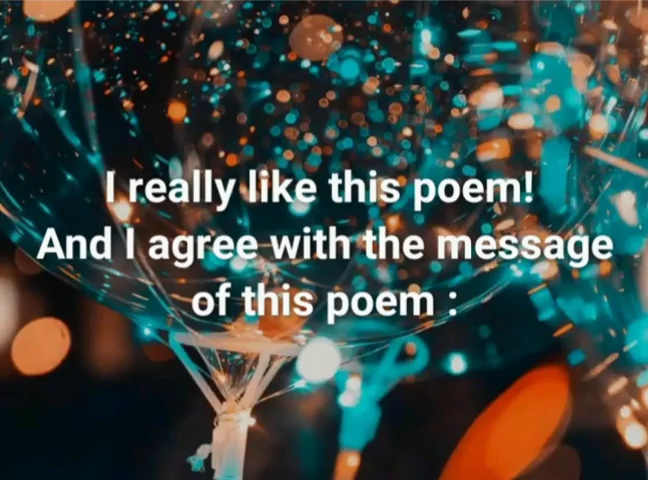 I really like this poem!
And I agree with the message
of this poem :